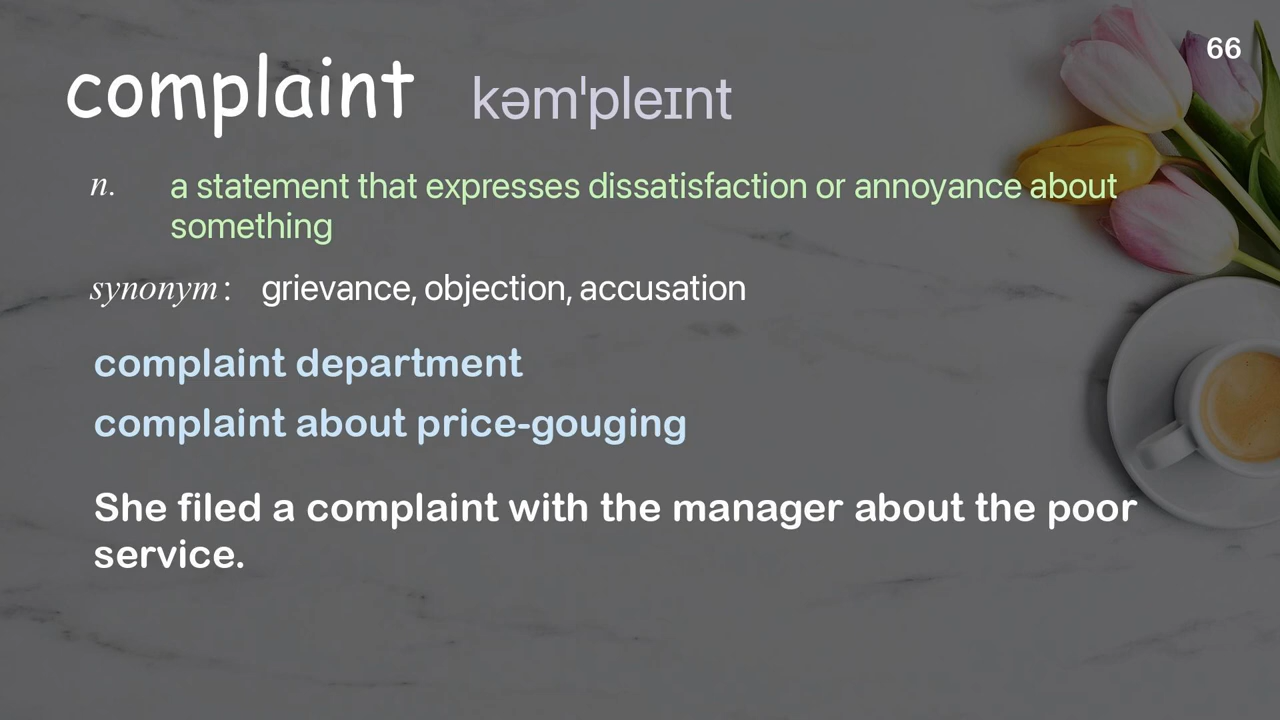 66
complaint kəmˈpleɪnt
n. a statement that expresses dissatisfaction or annoyance about
something
synonym: grievance, objection, accusation
complaint department
complaint about price-gouging
She filed a complaint with the manager about the poor
service.